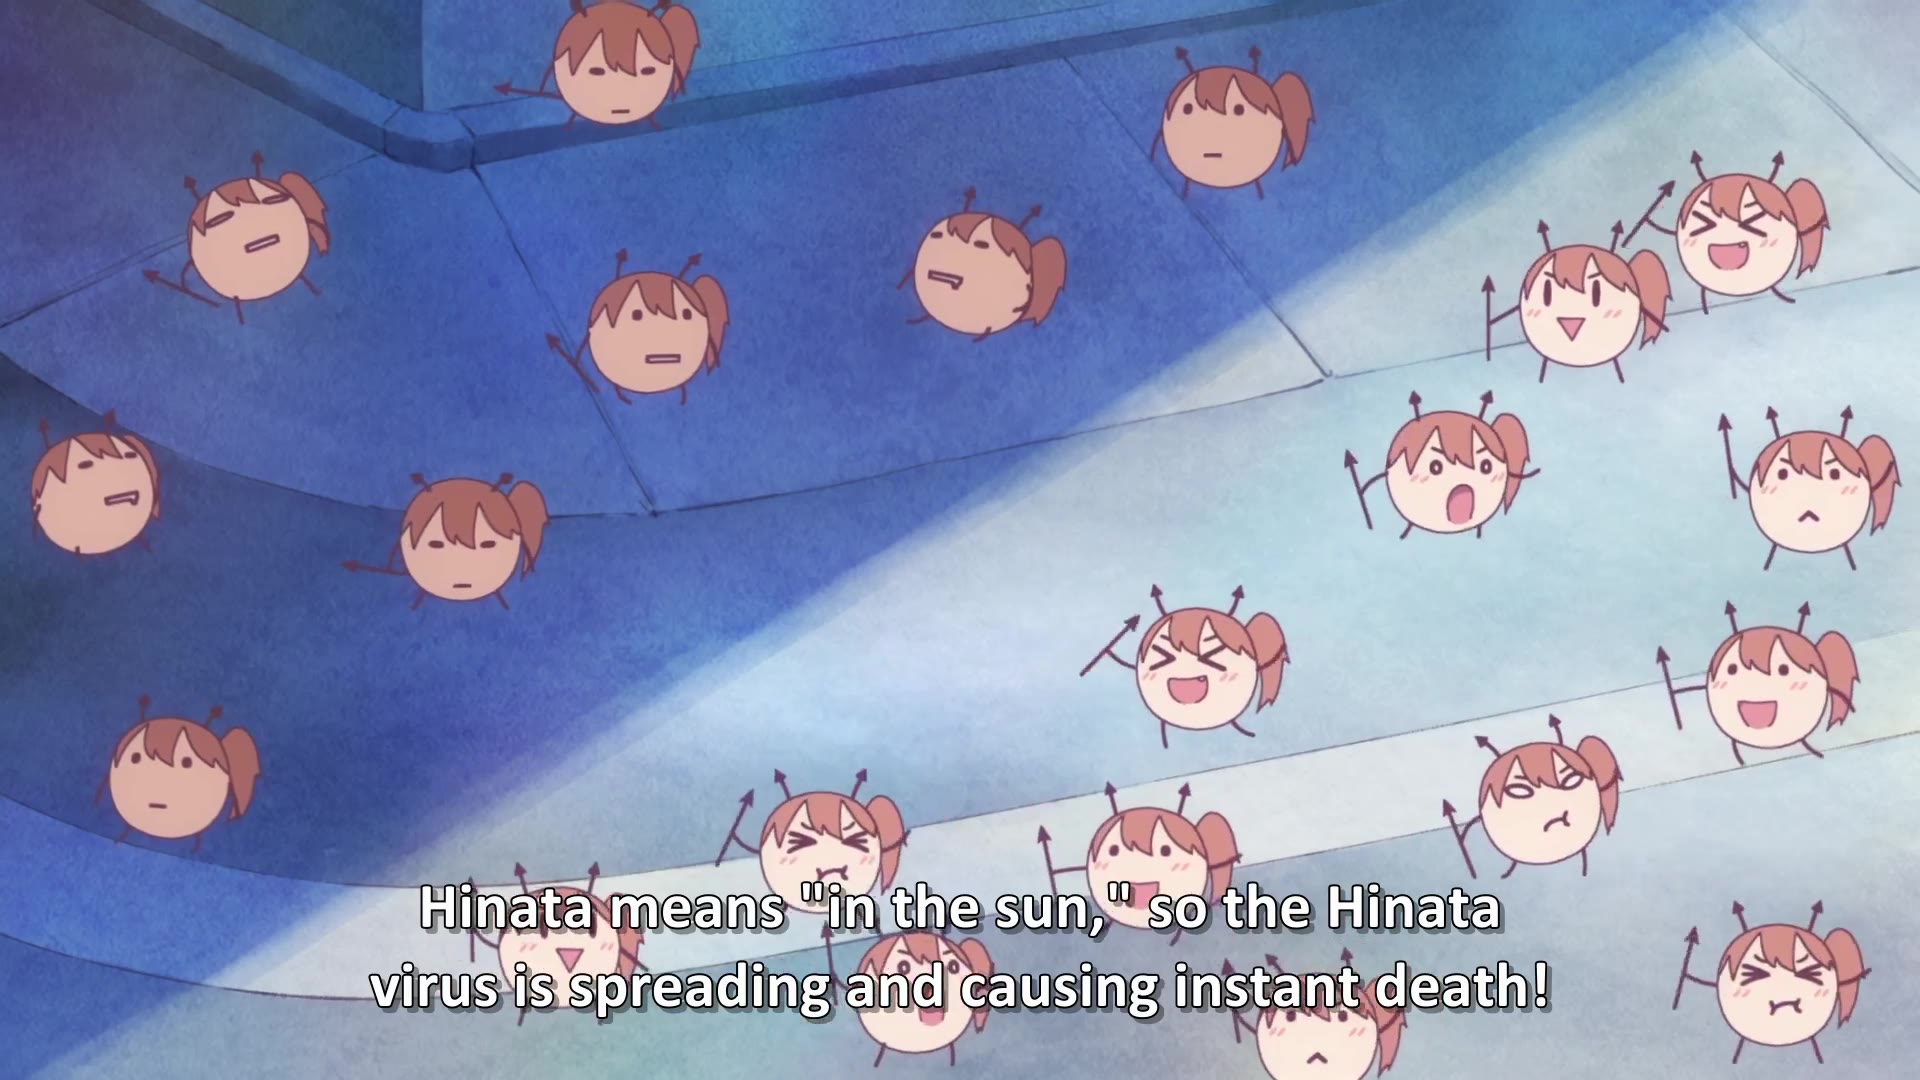 Hinata means "in the sun," so the Hinata
virus is spreading and causing instant death!